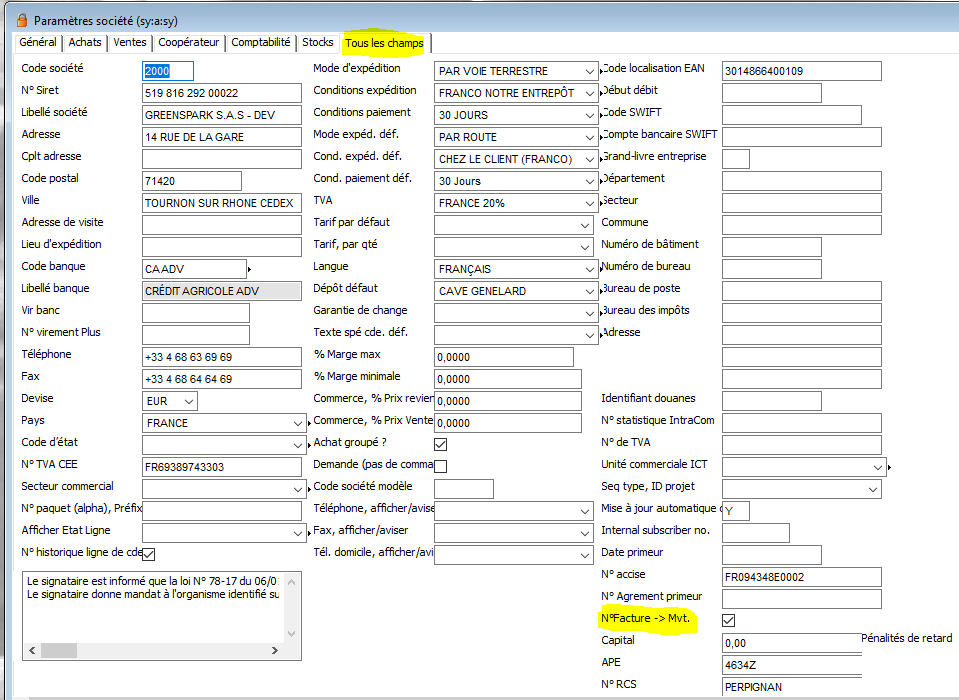 Paramètres société (sy:a:sy)
Général Achats Ventes Coopérateur Comptabilité Stocks Tous les champs
Code société 2000
N° Siret 519 816 292 00022
Libellé société GREENSPARK S.A.S - DEV
Adresse 14 RUE DE LA GARE
Cplt adresse
Code postal 71420
Ville TOURNON SUR RHONE CEDEX
Adresse de visite
Lieu d'expédition
Code banque CAADV
Libellé banque CRÉDIT AGRICOLE ADV
Vir banc
N° virement Plus
Téléphone +33 4 68 63 69 69
Fax +33 4 68 64 64 69
Devise EUR
Pays FRANCE
Code d'état
N° TVA CEE FR69389743303
Secteur commercial
N° paquet (alpha), Préfix
Afficher Etat Ligne
N° historique ligne de cde
Le signataire est informé que la loi N° 78-17 du 06/0
Le signataire donne mandat à l'organisme identifié su
Mode d'expédition PAR VOIE TERRESTRE
Conditions expédition FRANCO NOTRE ENTREPÔT
Conditions paiement 30 JOURS
Mode expéd. déf. PAR ROUTE
Cond. expéd. déf. CHEZ LE CLIENT (FRANCO)
Cond. paiement déf. 30 Jours
TVA FRANCE 20%
Tarif par défaut
Tarif, par qté
Langue FRANÇAIS
Dépôt défaut CAVE GENELARD
Garantie de change
Texte spé cde. déf.
% Marge max 0,0000
% Marge minimale 0,0000
Commerce, % Prix revien 0,0000
Commerce, % Prix Vente 0,0000
Achat groupé ?
Demande (pas de comma
Code société modèle
Téléphone, afficher/avise
Fax, afficher/aviser
Tél. domicile, afficher/avi
Code localisation EAN 3014866400109
Début débit
Code SWIFT
Compte bancaire SWIFT
Grand-livre entreprise
Département
Secteur
Commune
Numéro de bâtiment
Numéro de bureau
Bureau de poste
Bureau des impôts
Adresse
Identifiant douanes
N° statistique IntraCom
N° de TVA
Unité commerciale ICT
Seq type, ID projet
Mise à jour automatique d Y
Internal subscriber no.
Date primeur
N° accise FR094348E0002
N° Agrement primeur
N°Facture -> Mvt.
Capital 0,00 Pénalités de retard
APE 4634Z
N° RCS PERPIGNAN